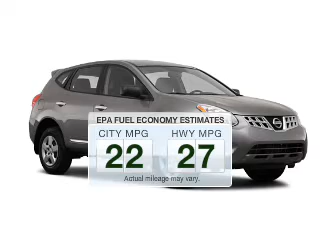 EPA FUEL ECONOMY ESTIMATES
CITY MPG HWY MPG
22 27
Actual mileage may vary.